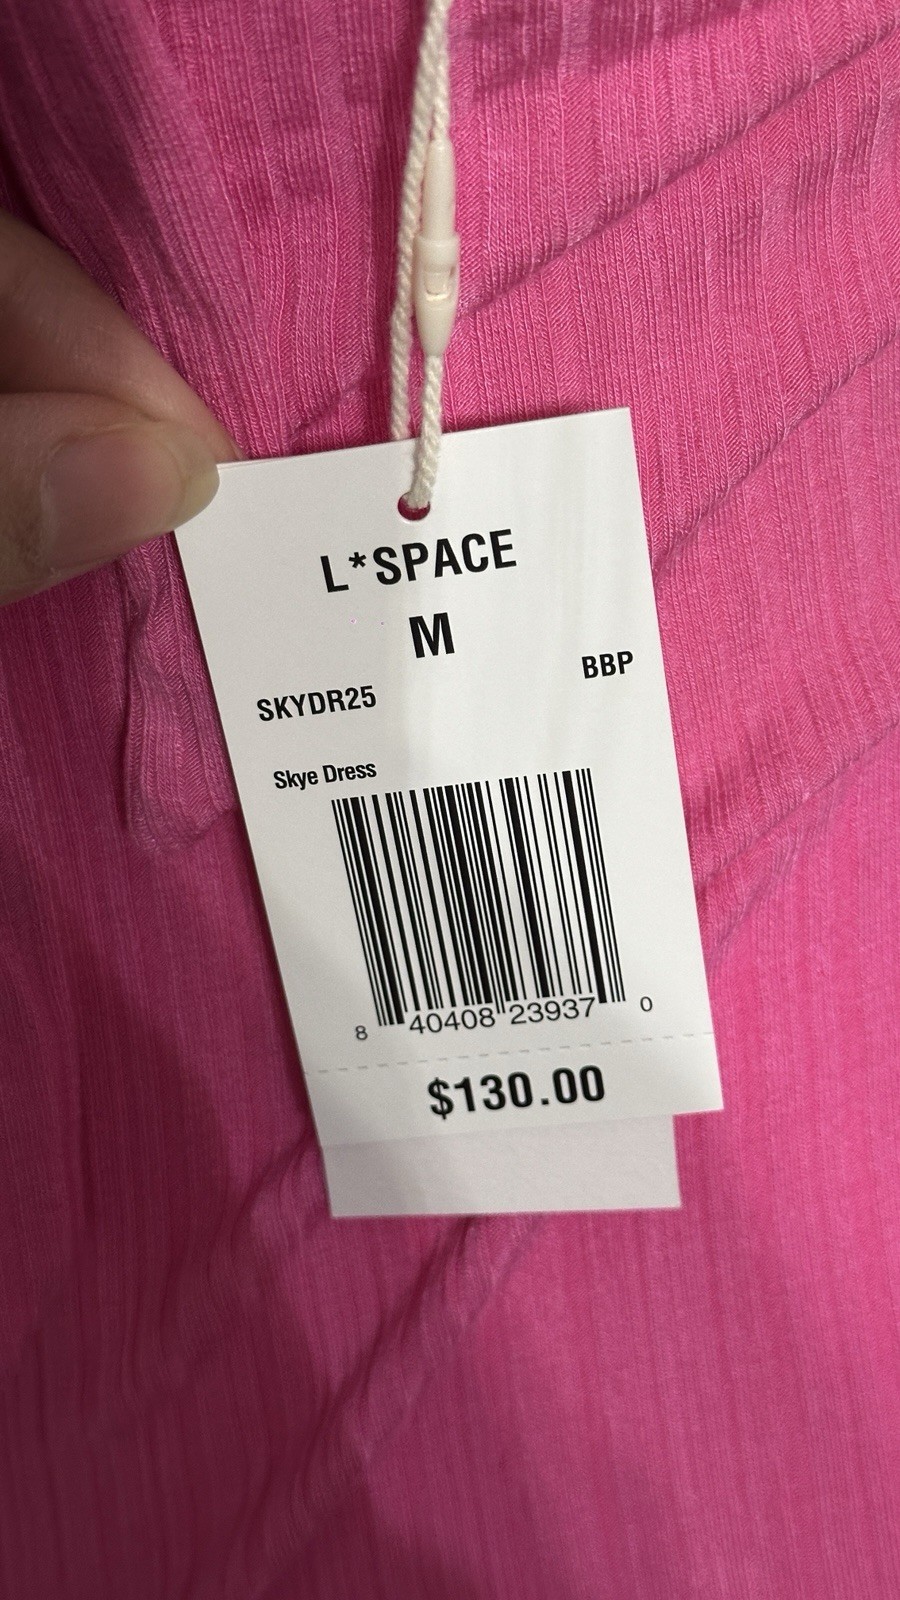 L*SPACE
M
BBP
SKYDR25
Skye Dress
8 40408 23937 0
$130.00